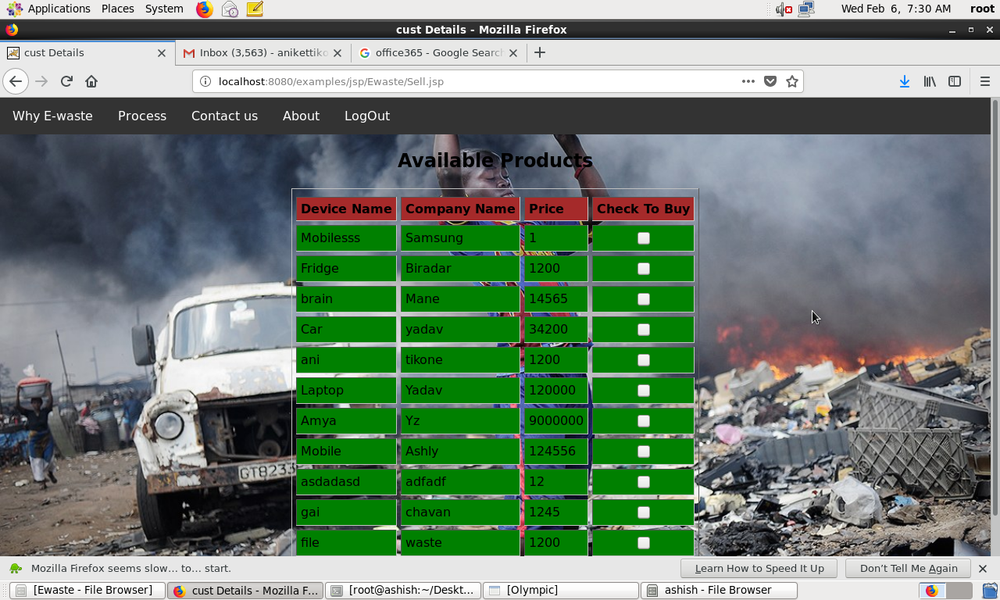 Applications Places System Wed Feb 6, 7:30 AM root
cust Details - Mozilla Firefox
cust Details Inbox (3,563) - anikettiko office365 - Google Search
localhost:8080/examples/jsp/Ewaste/Sell.jsp
Why E-waste Process Contact us About LogOut
Available Products
Device Name Company Name Price Check To Buy
Mobilesss Samsung 1
Fridge Biradar 1200
brain Mane 14565
Car yadav 34200
ani tikone 1200
Laptop Yadav 120000
Amya Yz 9000000
Mobile Ashly 124556
asdadasd adfadf 12
GT8233
gai chavan 1245
file waste 1200
Mozilla Firefox seems slow… to… start. Learn How to Speed It Up Don’t Tell Me Again
[Ewaste - File Browser] cust Details - Mozilla F... [root@ashish:~/Deskt... [Olympic] ashish - File Browser